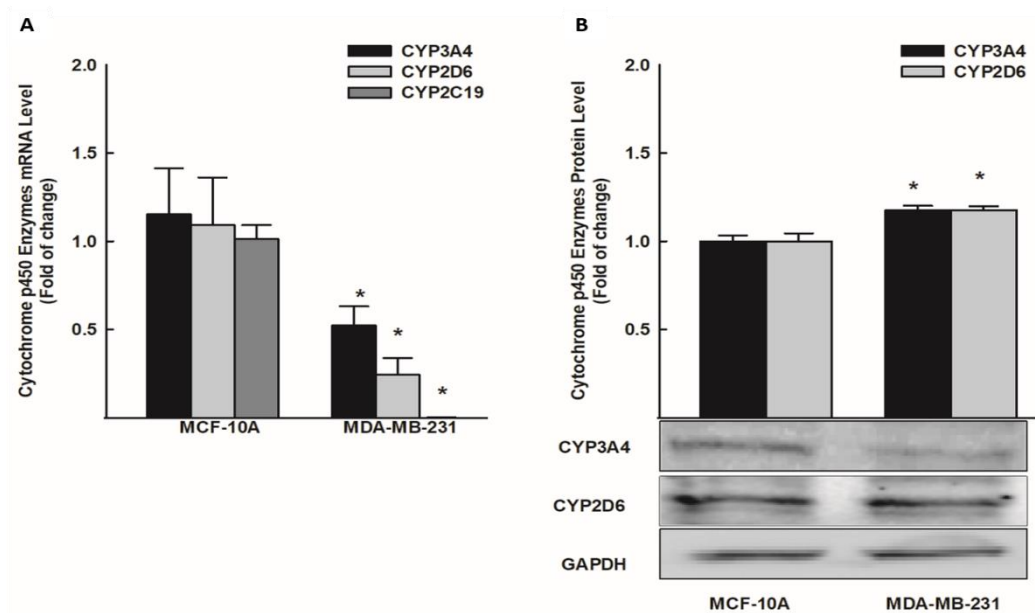 A
CYP3A4
CYP2D6
CYP2C19
Cytochrome p450 Enzymes mRNA Level
(Fold of change)
2.0
1.5
1.0
0.5
*
*
*
MCF-10A
MDA-MB-231
B
CYP3A4
CYP2D6
Cytochrome p450 Enzymes Protein Level
(Fold of change)
2.0
1.5
1.0
0.5
*
*
CYP3A4
CYP2D6
GAPDH
MCF-10A
MDA-MB-231